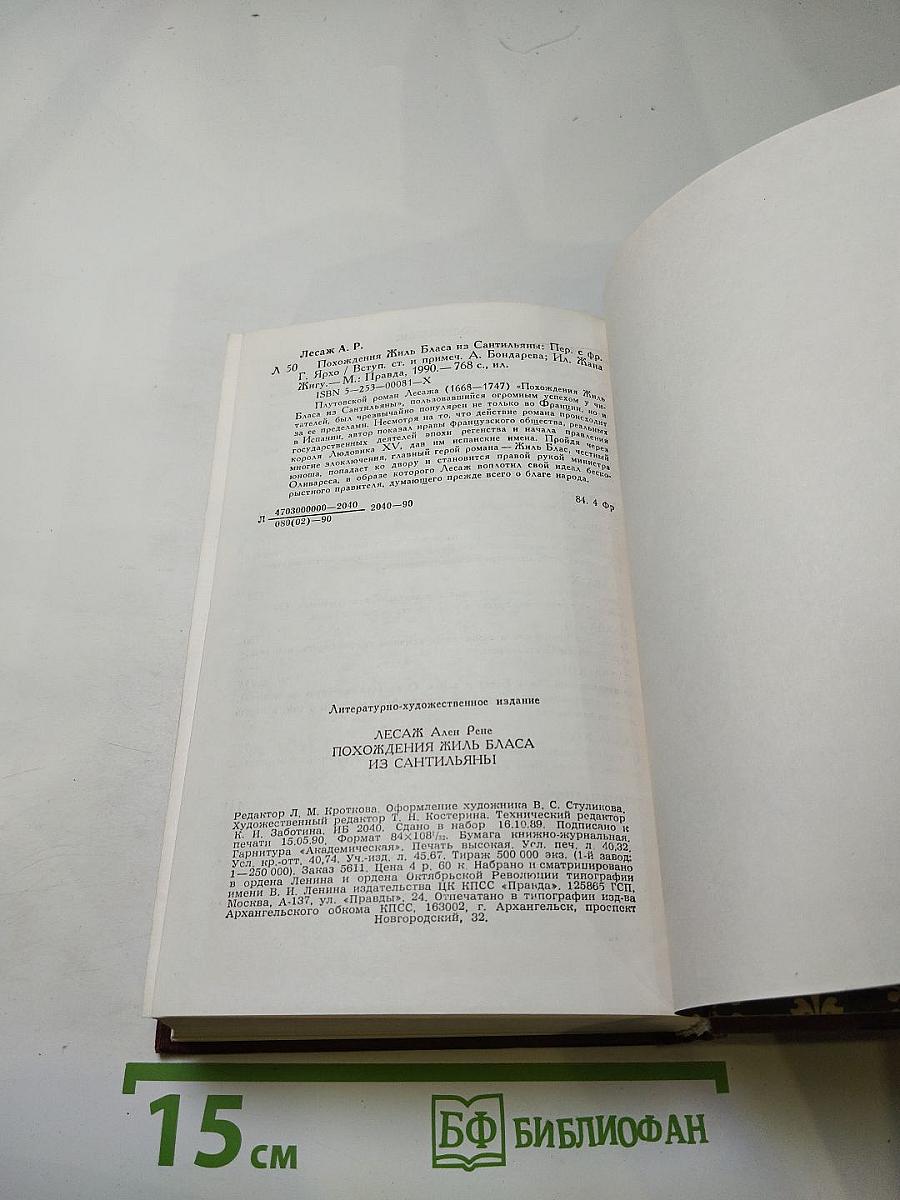 Лесаж А. Р.
Л 50 Похождения Жиль Бласа из Сантильяны: Пер. с фр.
Г. Ярхо / Вступ. ст. и примеч. А. Бондарева; Ил. Жана
Жигу.— М.: Правда, 1990.— 768 с., ил.
ISBN 5—253—00081—X
Плутовской роман Лесажа (1668—1747) «Похождения Жиль
Бласа из Сантильяны», пользовавшийся огромным успехом у чи-
тателей, был чрезвычайно популярен не только во Франции, но и
за ее пределами. Несмотря на то, что действие романа происходит
в Испании, автор показал нравы французского общества, реальных
государственных деятелей эпохи регенства и начала правления
короля Людовика XV, дав им испанские имена. Пройдя через
многие злоключения, главный герой романа — Жиль Блас, честный
юноша, попадает ко двору и становится правой рукой министра
Оливареса, в образе которого Лесаж воплотил свой идеал беско-
рыстного правителя, думающего прежде всего о благе народа.
Л 4703000000—2040 2040—90 84. 4 Фр
080(02)—90
Литературно-художественное издание
ЛЕСАЖ Ален Рене
ПОХОЖДЕНИЯ ЖИЛЬ БЛАСА
ИЗ САНТИЛЬЯНЫ
Редактор Л. М. Кроткова. Оформление художника В. С. Стуликова.
Художественный редактор Т. Н. Костерина. Технический редактор
К. И. Заботина. ИБ 2040. Сдано в набор 16.10.89. Подписано к
печати 15.05.90. Формат 84×108¹/₃₂. Бумага книжно-журнальная.
Гарнитура «Академическая». Печать высокая. Усл. печ. л. 40,32.
Усл. кр.-отт. 40,74. Уч.-изд. л. 45,67. Тираж 500 000 экз. (1-й завод:
1—250 000). Заказ 5611. Цена 4 р. 60 к. Набрано и сматрицировано
в ордена Ленина и ордена Октябрьской Революции типографии
имени В. И. Ленина издательства ЦК КПСС «Правда». 125865 ГСП,
Москва, А-137, ул. «Правды», 24. Отпечатано в типографии изд-ва
Архангельского обкома КПСС, 163002, г. Архангельск, проспект
Новгородский, 32.
15 см
БФ БИБЛИОФАН